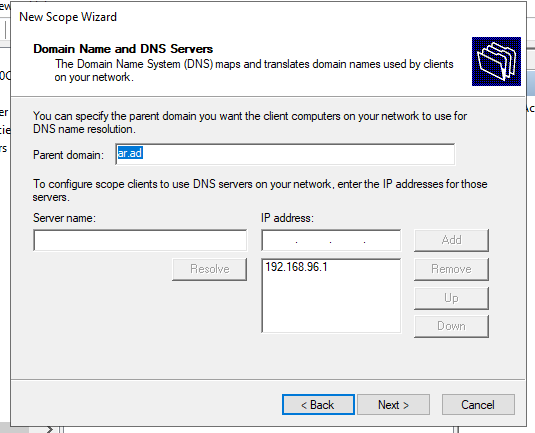 New Scope Wizard
Domain Name and DNS Servers
The Domain Name System (DNS) maps and translates domain names used by clients
on your network.
You can specify the parent domain you want the client computers on your network to use for
DNS name resolution.
Parent domain: ar.ad
To configure scope clients to use DNS servers on your network, enter the IP addresses for those
servers.
Server name: IP address:
. . . Add
Resolve 192.168.96.1 Remove
Up
Down
< Back Next > Cancel